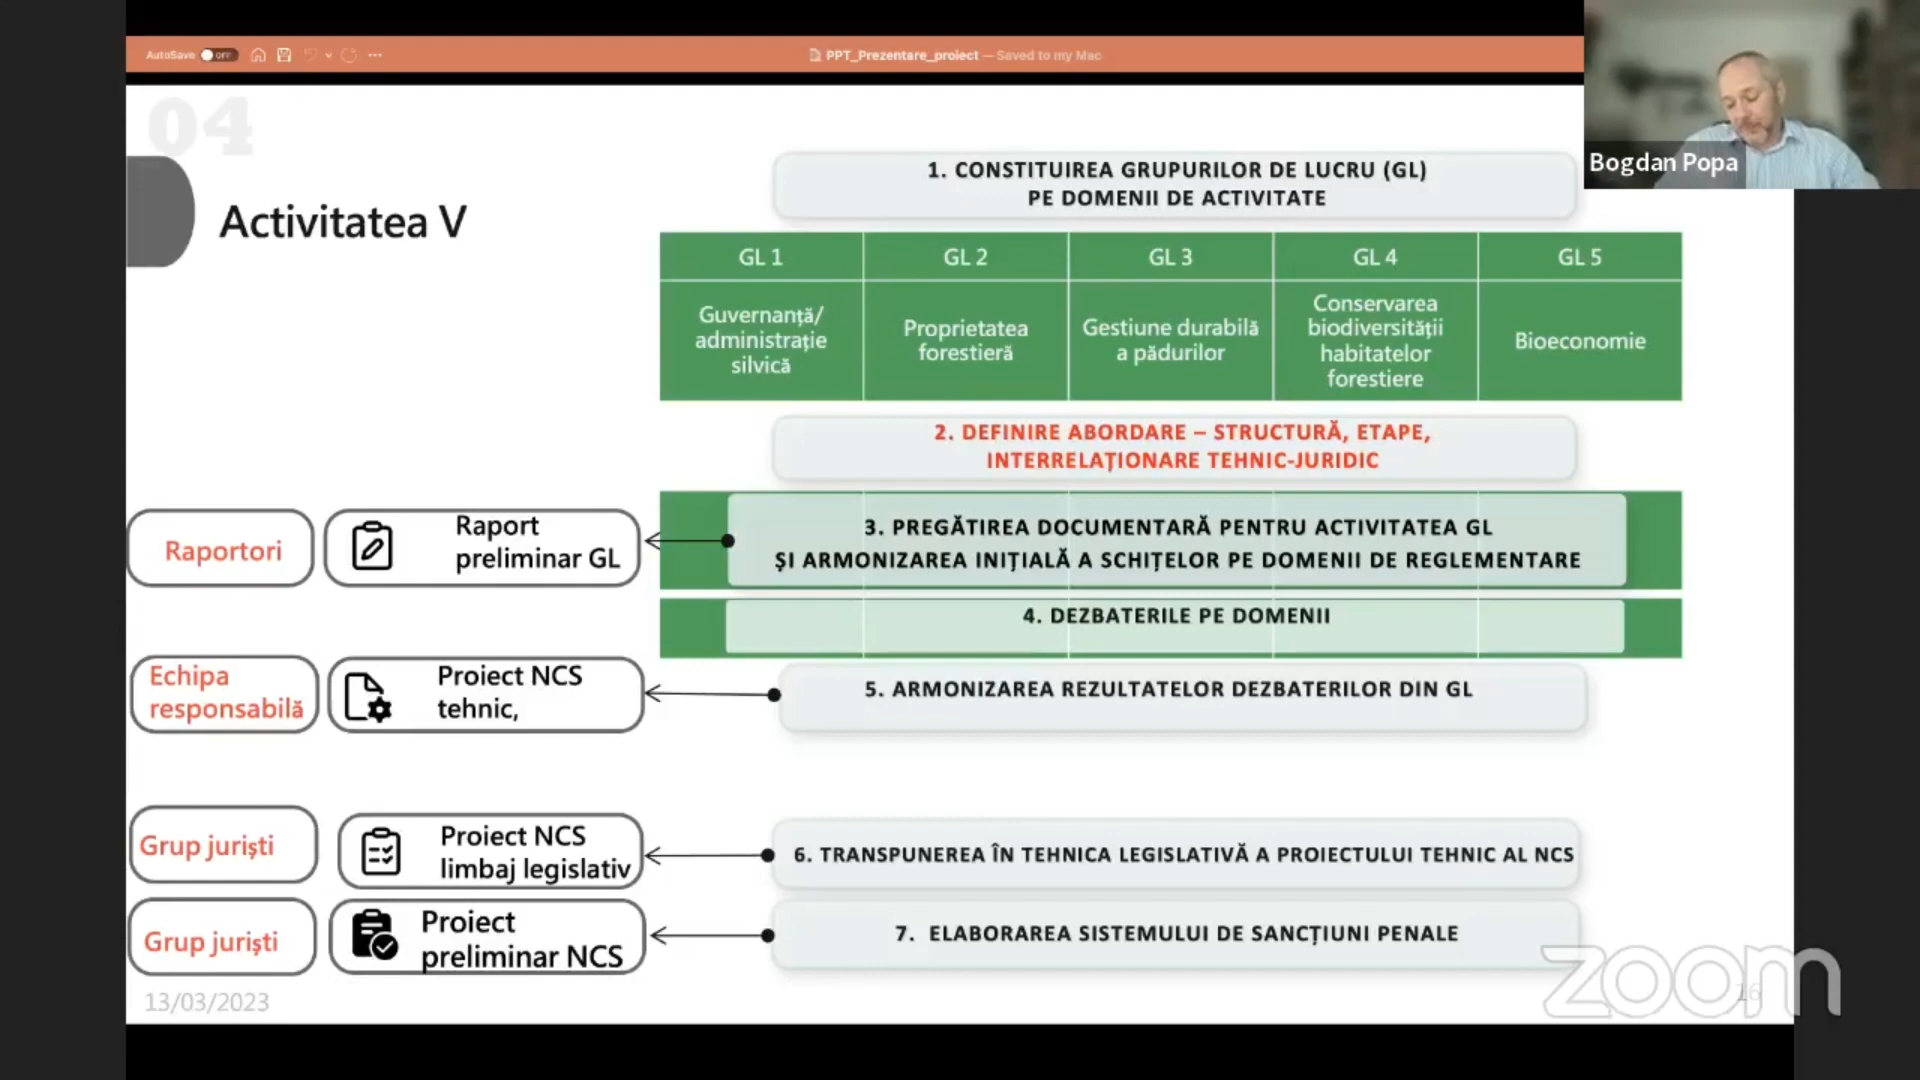 AutoSave OFF
PPT_Prezentare_proiect — Saved to my Mac
Bogdan Popa
04
Activitatea V
1. CONSTITUIREA GRUPURILOR DE LUCRU (GL)
PE DOMENII DE ACTIVITATE
GL 1
GL 2
GL 3
GL 4
GL 5
Guvernanță/
administrație
silvică
Proprietatea
forestieră
Gestiune durabilă
a pădurilor
Conservarea
biodiversității
habitatelor
forestiere
Bioeconomie
2. DEFINIRE ABORDARE – STRUCTURĂ, ETAPE,
INTERRELAȚIONARE TEHNIC-JURIDIC
Raportori
Raport
preliminar GL
3. PREGĂTIREA DOCUMENTARĂ PENTRU ACTIVITATEA GL
ȘI ARMONIZAREA INIȚIALĂ A SCHIȚELOR PE DOMENII DE REGLEMENTARE
4. DEZBATERILE PE DOMENII
Echipa
responsabilă
Proiect NCS
tehnic,
5. ARMONIZAREA REZULTATELOR DEZBATERILOR DIN GL
Grup juriști
Proiect NCS
limbaj legislativ
6. TRANSPUNEREA ÎN TEHNICA LEGISLATIVĂ A PROIECTULUI TEHNIC AL NCS
Grup juriști
Proiect
preliminar NCS
7. ELABORAREA SISTEMULUI DE SANCȚIUNI PENALE
13/03/2023
16
zoom